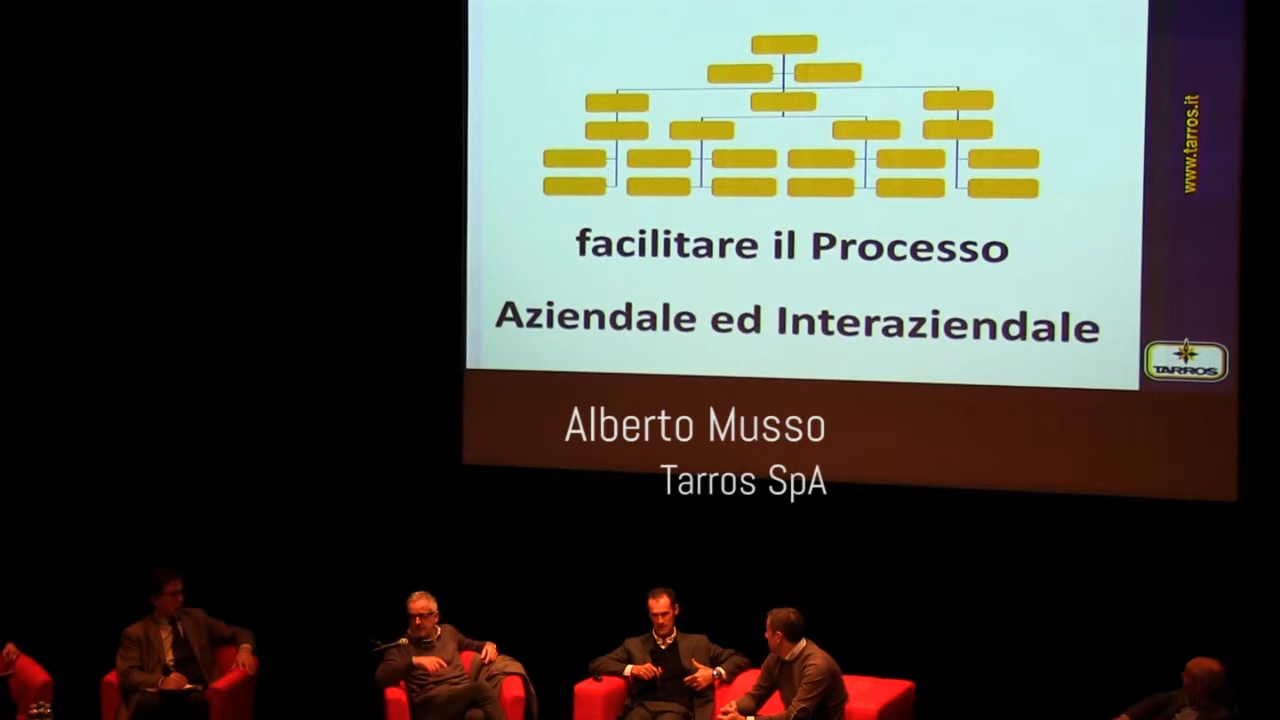 facilitare il Processo
Aziendale ed Interaziendale
www.tarros.it
TARROS
Alberto Musso
Tarros SpA